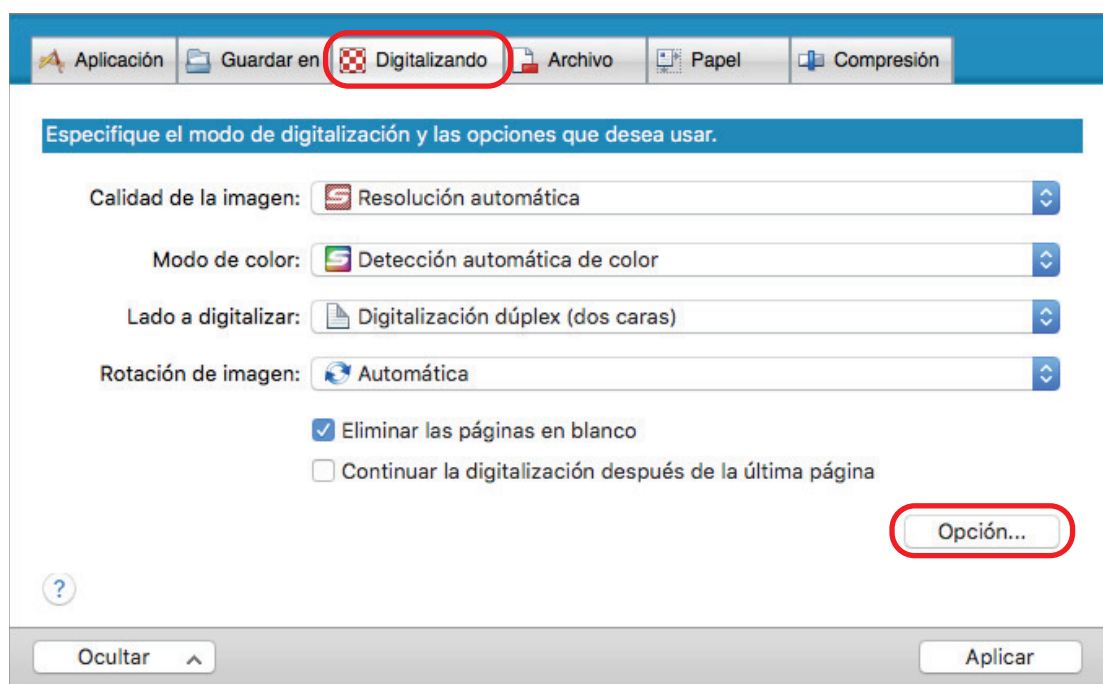 Aplicación Guardar en Digitalizando Archivo Papel Compresión
Especifique el modo de digitalización y las opciones que desea usar.
Calidad de la imagen: Resolución automática
Modo de color: Detección automática de color
Lado a digitalizar: Digitalización dúplex (dos caras)
Rotación de imagen: Automática
Eliminar las páginas en blanco
Continuar la digitalización después de la última página
Opción...
?
Ocultar Aplicar